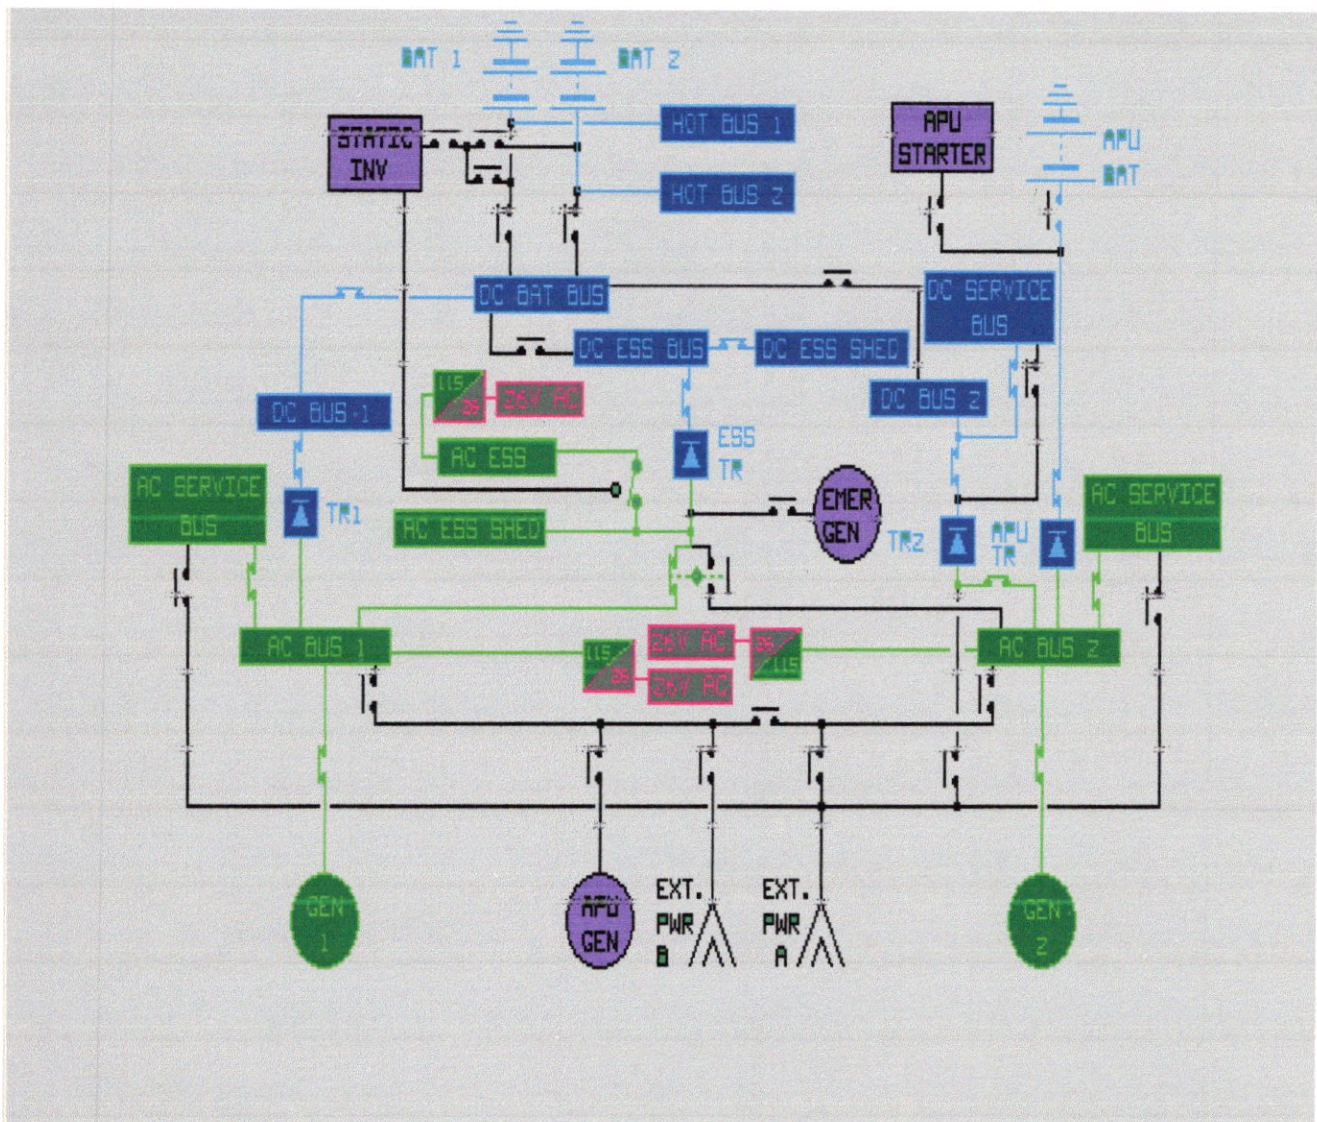 BAT 1
BAT 2
HOT BUS 1
STATIC
INV
APU
STARTER
APU
BAT
HOT BUS 2
DC BAT BUS
DC SERVICE
BUS
DC ESS BUS
DC ESS SHED
115
26
26V AC
DC BUS 1
DC BUS 2
ESS
TR
AC ESS
AC SERVICE
BUS
TR1
AC ESS SHED
EMER
GEN
TR2
APU
TR
AC SERVICE
BUS
AC BUS 1
115
26
26V AC
26V AC
26
115
AC BUS 2
GEN
1
APU
GEN
EXT.
PWR
B
EXT.
PWR
A
GEN
2